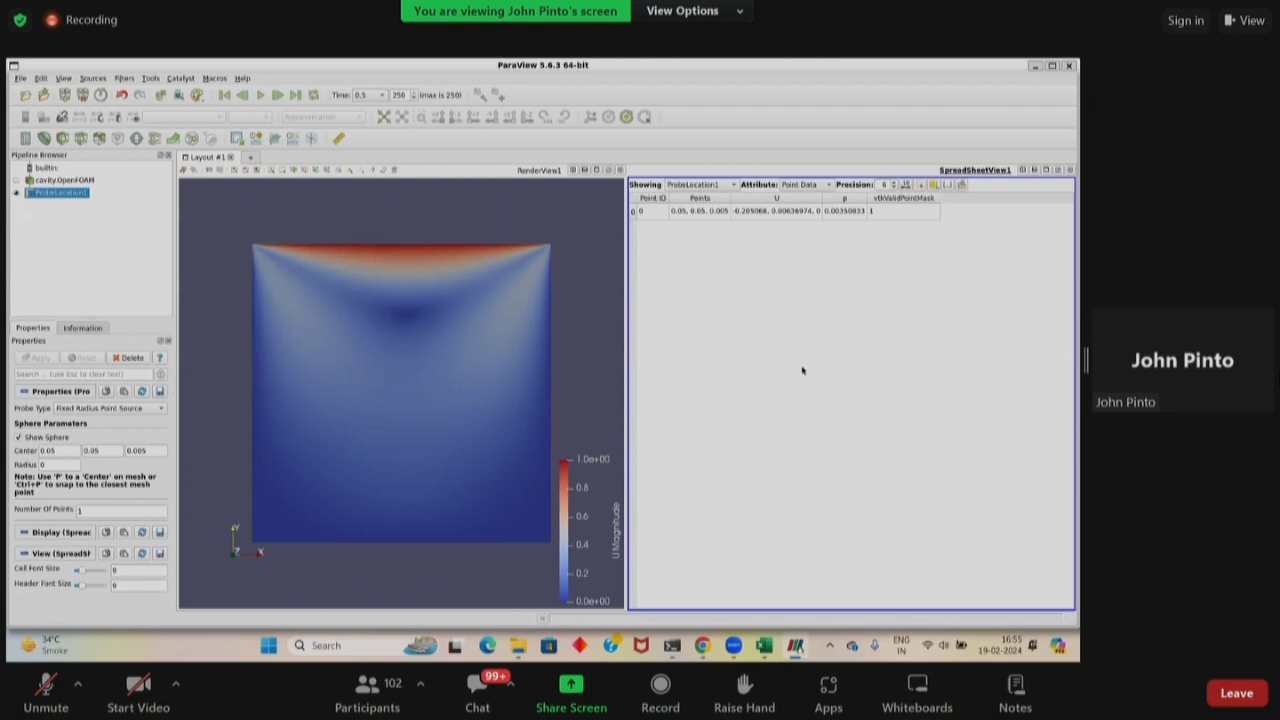 Recording
You are viewing John Pinto's screen
View Options
Sign in
View
ParaView 5.6.3 64-bit
File Edit View Sources Filters Tools Catalyst Macros Help
Time: 0.5 250 (max is 250)
Representation
Pipeline Browser
builtin:
cavity.OpenFOAM
ProbeLocation1
Layout #1
+
RenderView1
SpreadSheetView1
Showing ProbeLocation1 Attribute: Point Data Precision: 6
Point ID Points U p vtkValidPointMask
0 0 0.05, 0.05, 0.005 -0.205068, 0.00636974, 0 0.00350833 1
Properties Information
Properties
Apply Reset Delete ?
Search ... (use Esc to clear text)
Properties (Pro
Probe Type Fixed Radius Point Source
Sphere Parameters
Show Sphere
Center 0.05 0.05 0.005
Radius 0
Note: Use 'P' to a 'Center' on mesh or
'Ctrl+P' to snap to the closest mesh
point
Number Of Points 1
Display (Spreac
View (SpreadSh
Cell Font Size 9
Header Font Size 9
Y
Z X
1.0e+00
0.8
0.6
0.4
0.2
0.0e+00
U Magnitude
John Pinto
John Pinto
34°C
Smoke
Search
ENG
IN
16:55
19-02-2024
Unmute
Start Video
102
Participants
99+
Chat
Share Screen
Record
Raise Hand
Apps
Whiteboards
Notes
Leave